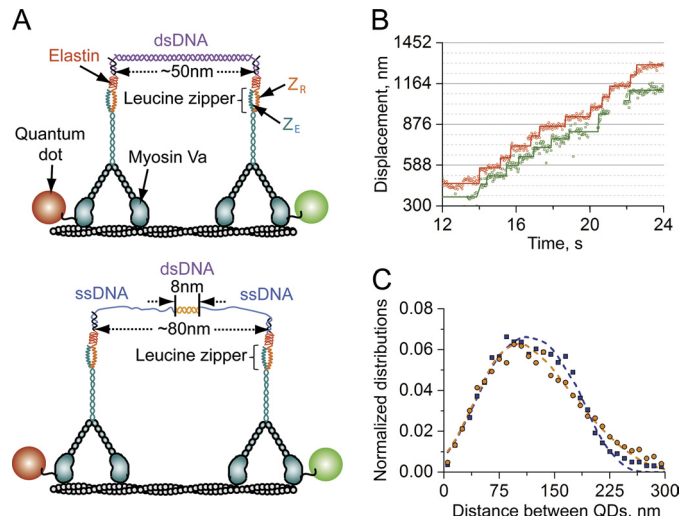 A
dsDNA
Elastin
~50nm
Z_R
Leucine zipper
Z_E
Quantum
dot
Myosin Va
dsDNA
8nm
ssDNA
ssDNA
~80nm
Leucine zipper
B
Displacement, nm
1452
1164
876
588
300
12 16 20 24
Time, s
C
Normalized distributions
0.08
0.06
0.04
0.02
0.00
0 75 150 225 300
Distance between QDs, nm